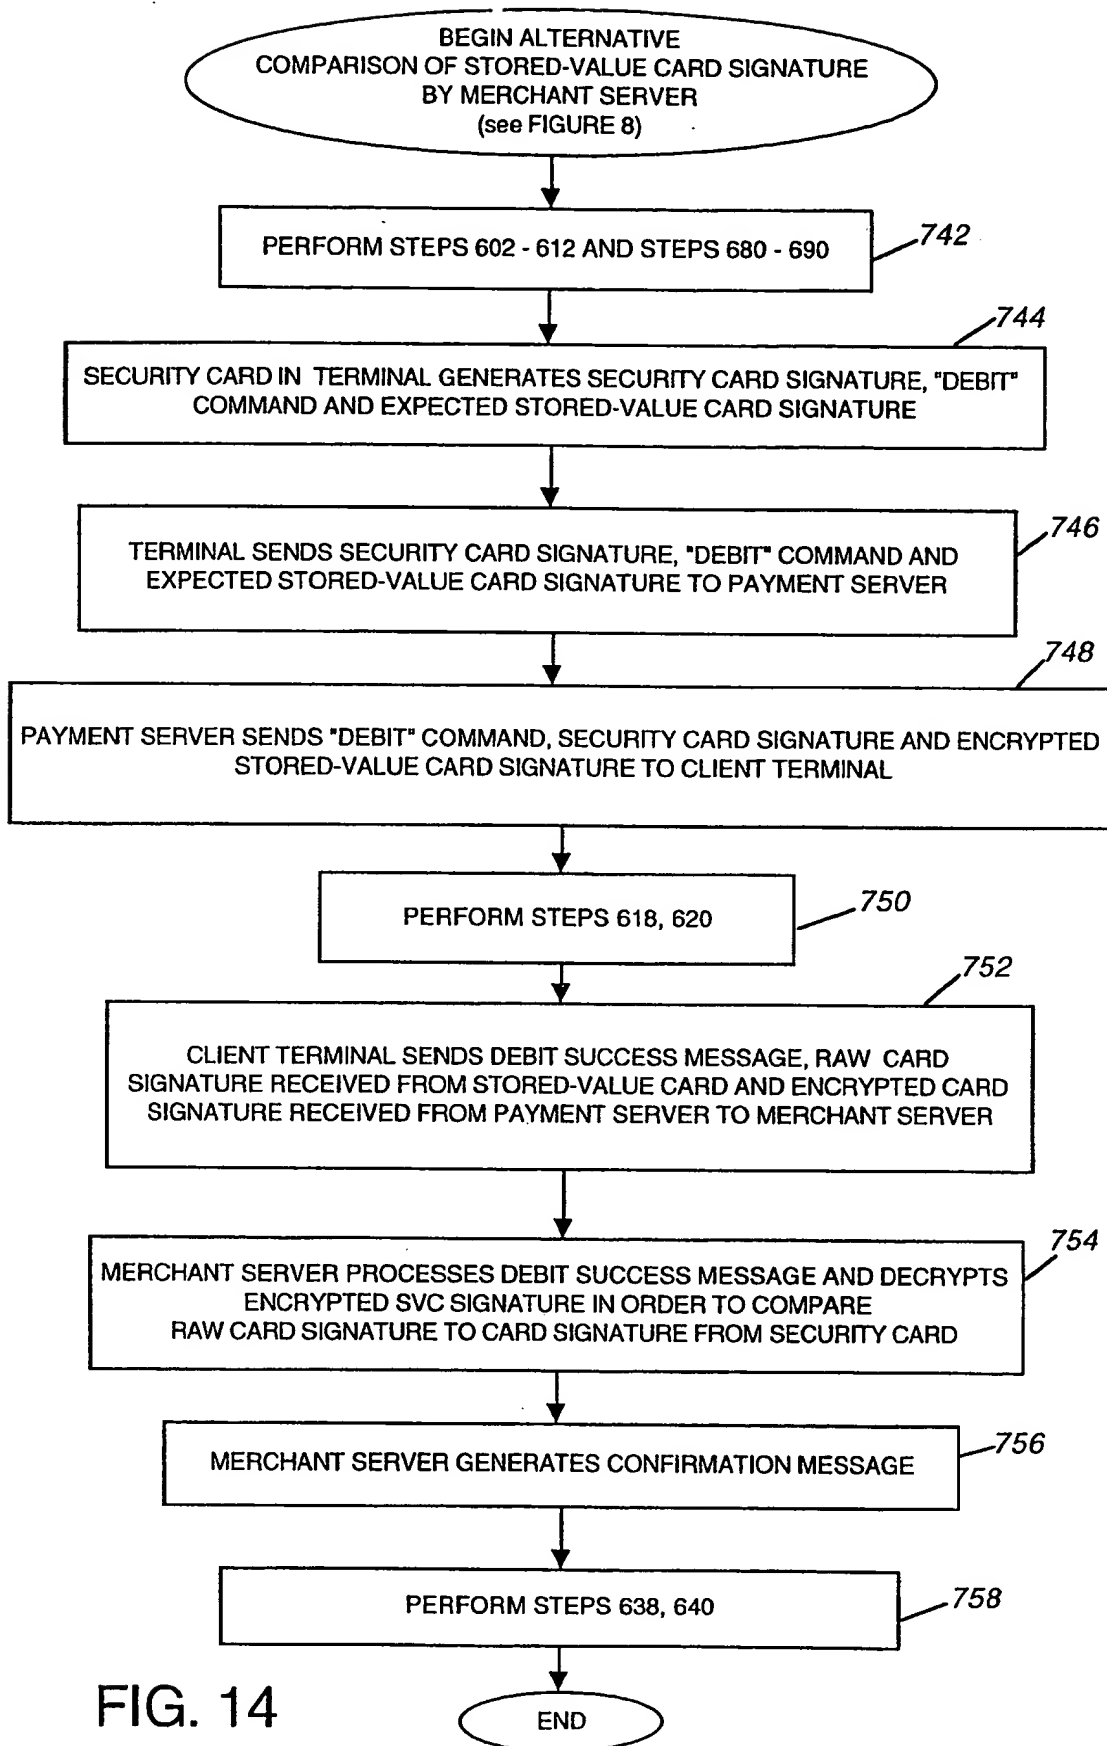 BEGIN ALTERNATIVE
COMPARISON OF STORED-VALUE CARD SIGNATURE
BY MERCHANT SERVER
(see FIGURE 8)
PERFORM STEPS 602 - 612 AND STEPS 680 - 690
742
744
SECURITY CARD IN TERMINAL GENERATES SECURITY CARD SIGNATURE, "DEBIT"
COMMAND AND EXPECTED STORED-VALUE CARD SIGNATURE
746
TERMINAL SENDS SECURITY CARD SIGNATURE, "DEBIT" COMMAND AND
EXPECTED STORED-VALUE CARD SIGNATURE TO PAYMENT SERVER
748
PAYMENT SERVER SENDS "DEBIT" COMMAND, SECURITY CARD SIGNATURE AND ENCRYPTED
STORED-VALUE CARD SIGNATURE TO CLIENT TERMINAL
PERFORM STEPS 618, 620
750
752
CLIENT TERMINAL SENDS DEBIT SUCCESS MESSAGE, RAW CARD
SIGNATURE RECEIVED FROM STORED-VALUE CARD AND ENCRYPTED CARD
SIGNATURE RECEIVED FROM PAYMENT SERVER TO MERCHANT SERVER
754
MERCHANT SERVER PROCESSES DEBIT SUCCESS MESSAGE AND DECRYPTS
ENCRYPTED SVC SIGNATURE IN ORDER TO COMPARE
RAW CARD SIGNATURE TO CARD SIGNATURE FROM SECURITY CARD
MERCHANT SERVER GENERATES CONFIRMATION MESSAGE
756
PERFORM STEPS 638, 640
758
FIG. 14
END